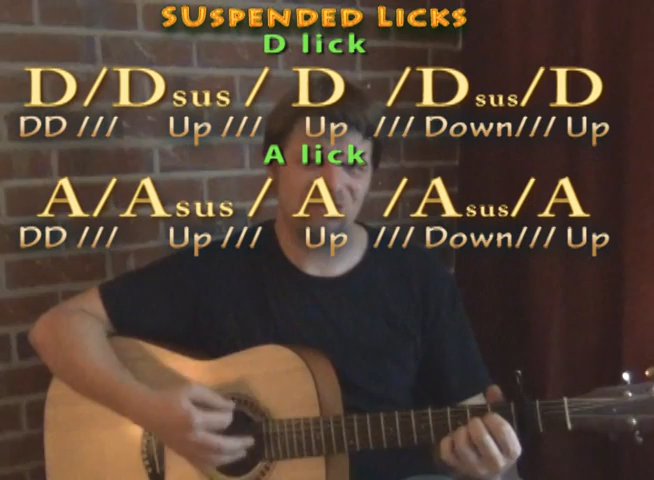 SUSPENDED LICKS
D lick
D/Dsus / D /Dsus/D
DD /// Up /// Up /// Down/// Up
A lick
A/Asus / A /Asus/A
DD /// Up /// Up /// Down/// Up